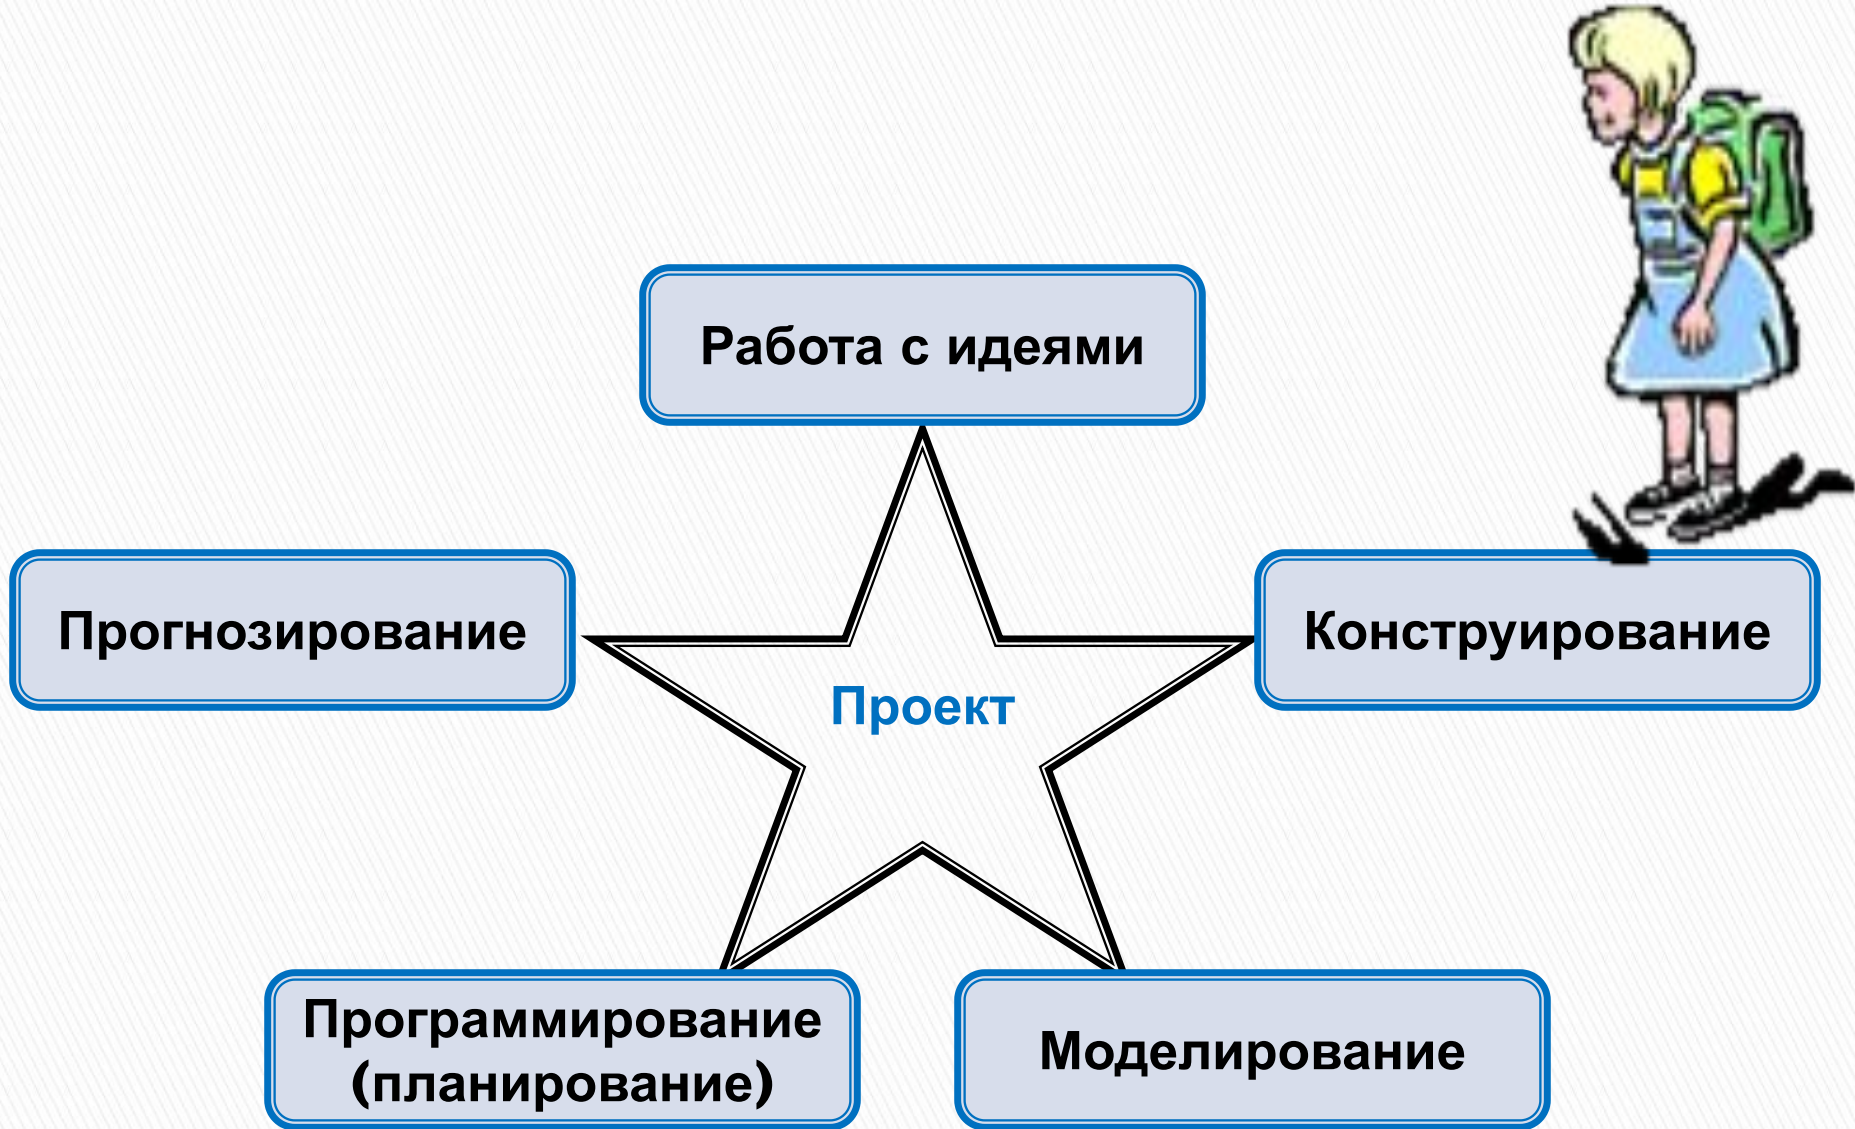 Работа с идеями
Прогнозирование
Конструирование
Проект
Программирование
(планирование)
Моделирование